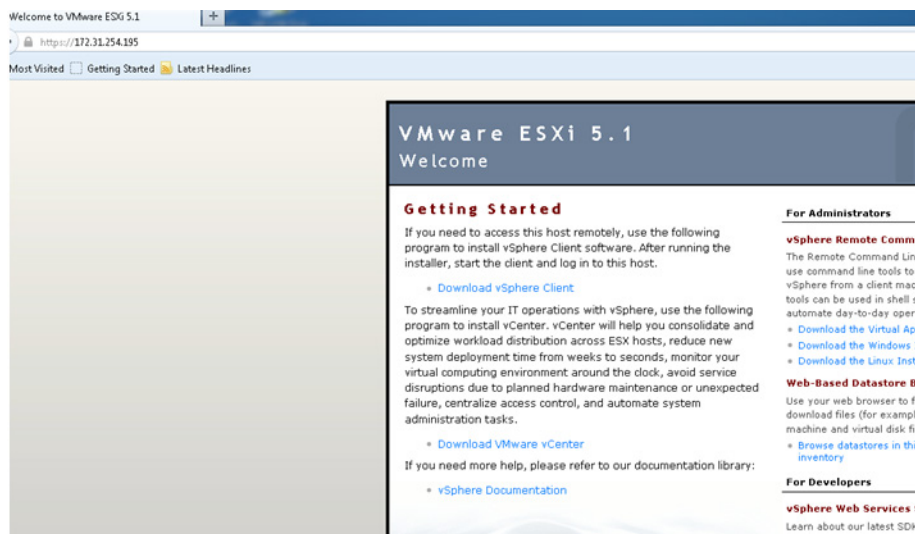 Welcome to VMware ESXi 5.1
https://172.31.254.195
Most Visited Getting Started Latest Headlines
VMware ESXi 5.1
Welcome
Getting Started
If you need to access this host remotely, use the following
program to install vSphere Client software. After running the
installer, start the client and log in to this host.
Download vSphere Client
To streamline your IT operations with vSphere, use the following
program to install vCenter. vCenter will help you consolidate and
optimize workload distribution across ESX hosts, reduce new
system deployment time from weeks to seconds, monitor your
virtual computing environment around the clock, avoid service
disruptions due to planned hardware maintenance or unexpected
failure, centralize access control, and automate system
administration tasks.
Download VMware vCenter
If you need more help, please refer to our documentation library:
vSphere Documentation
For Administrators
vSphere Remote
The Remote Command
use command line tools to
vSphere from a client
tools can be used in shell
automate day-to-day
Download the Virtual
Download the Windows
Download the Linux
Web-Based Datastore
Use your web browser to
download files (for
machine and virtual disk
Browse datastores in
inventory
For Developers
vSphere Web Services
Learn about our latest SDK